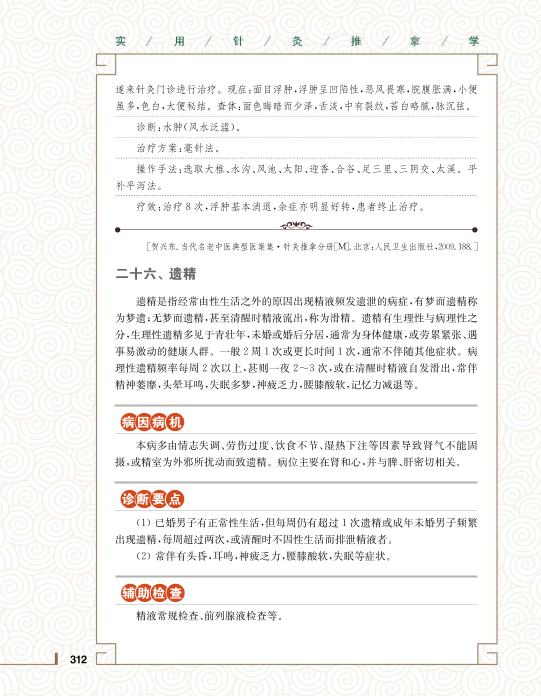 实 / 用 / 针 / 灸 / 推 / 拿 / 学
遂来针灸门诊进行治疗。现症:面目浮肿,浮肿呈凹陷性,恶风畏寒,脘腹胀满,小便
虽多,色白,大便秘结。查体:面色晦暗而少泽,舌淡,中有裂纹,苔白略腻,脉沉弦。
诊断:水肿(风水泛滥)。
治疗方案:毫针法。
操作手法:选取大椎、水沟、风池、太阳、迎香、合谷、足三里、三阴交、太溪。平
补平泻法。
疗效:治疗 8 次,浮肿基本消退,余症亦明显好转,患者终止治疗。
[贺兴东.当代名老中医典型医案集·针灸推拿分册[M].北京:人民卫生出版社,2009.188.]
二十六、遗精
遗精是指经常由性生活之外的原因出现精液频发遗泄的病症,有梦而遗精称
为梦遗;无梦而遗精,甚至清醒时精液流出,称为滑精。遗精有生理性与病理性之
分,生理性遗精多见于青壮年,未婚或婚后分居,通常为身体健康,或劳累紧张、遇
事易激动的健康人群。一般 2 周 1 次或更长时间 1 次,通常不伴随其他症状。病
理性遗精频率每周 2 次以上,甚则一夜 2～3 次,或在清醒时精液自发滑出,常伴
精神萎靡,头晕耳鸣,失眠多梦,神疲乏力,腰膝酸软,记忆力减退等。
病因病机
本病多由情志失调、劳伤过度、饮食不节、湿热下注等因素导致肾气不能固
摄,或精室为外邪所扰动而致遗精。病位主要在肾和心,并与脾、肝密切相关。
诊断要点
(1) 已婚男子有正常性生活,但每周仍有超过 1 次遗精或成年未婚男子频繁
出现遗精,每周超过两次,或清醒时不因性生活而排泄精液者。
(2) 常伴有头昏,耳鸣,神疲乏力,腰膝酸软,失眠等症状。
辅助检查
精液常规检查、前列腺液检查等。
312